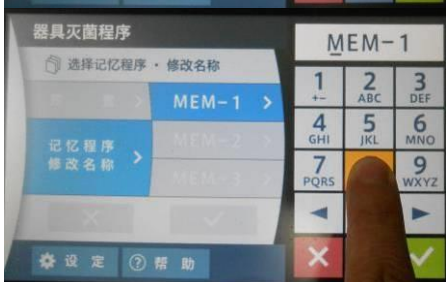 器具灭菌程序
选择记忆程序 · 修改名称
MEM-1 >
记忆程序
修改名称 >
MEM-2 >
MEM-3 >
设 定
? 帮 助
MEM-1
1 2 3
+- ABC DEF
4 5 6
GHI JKL MNO
7 9
PQRS WXYZ